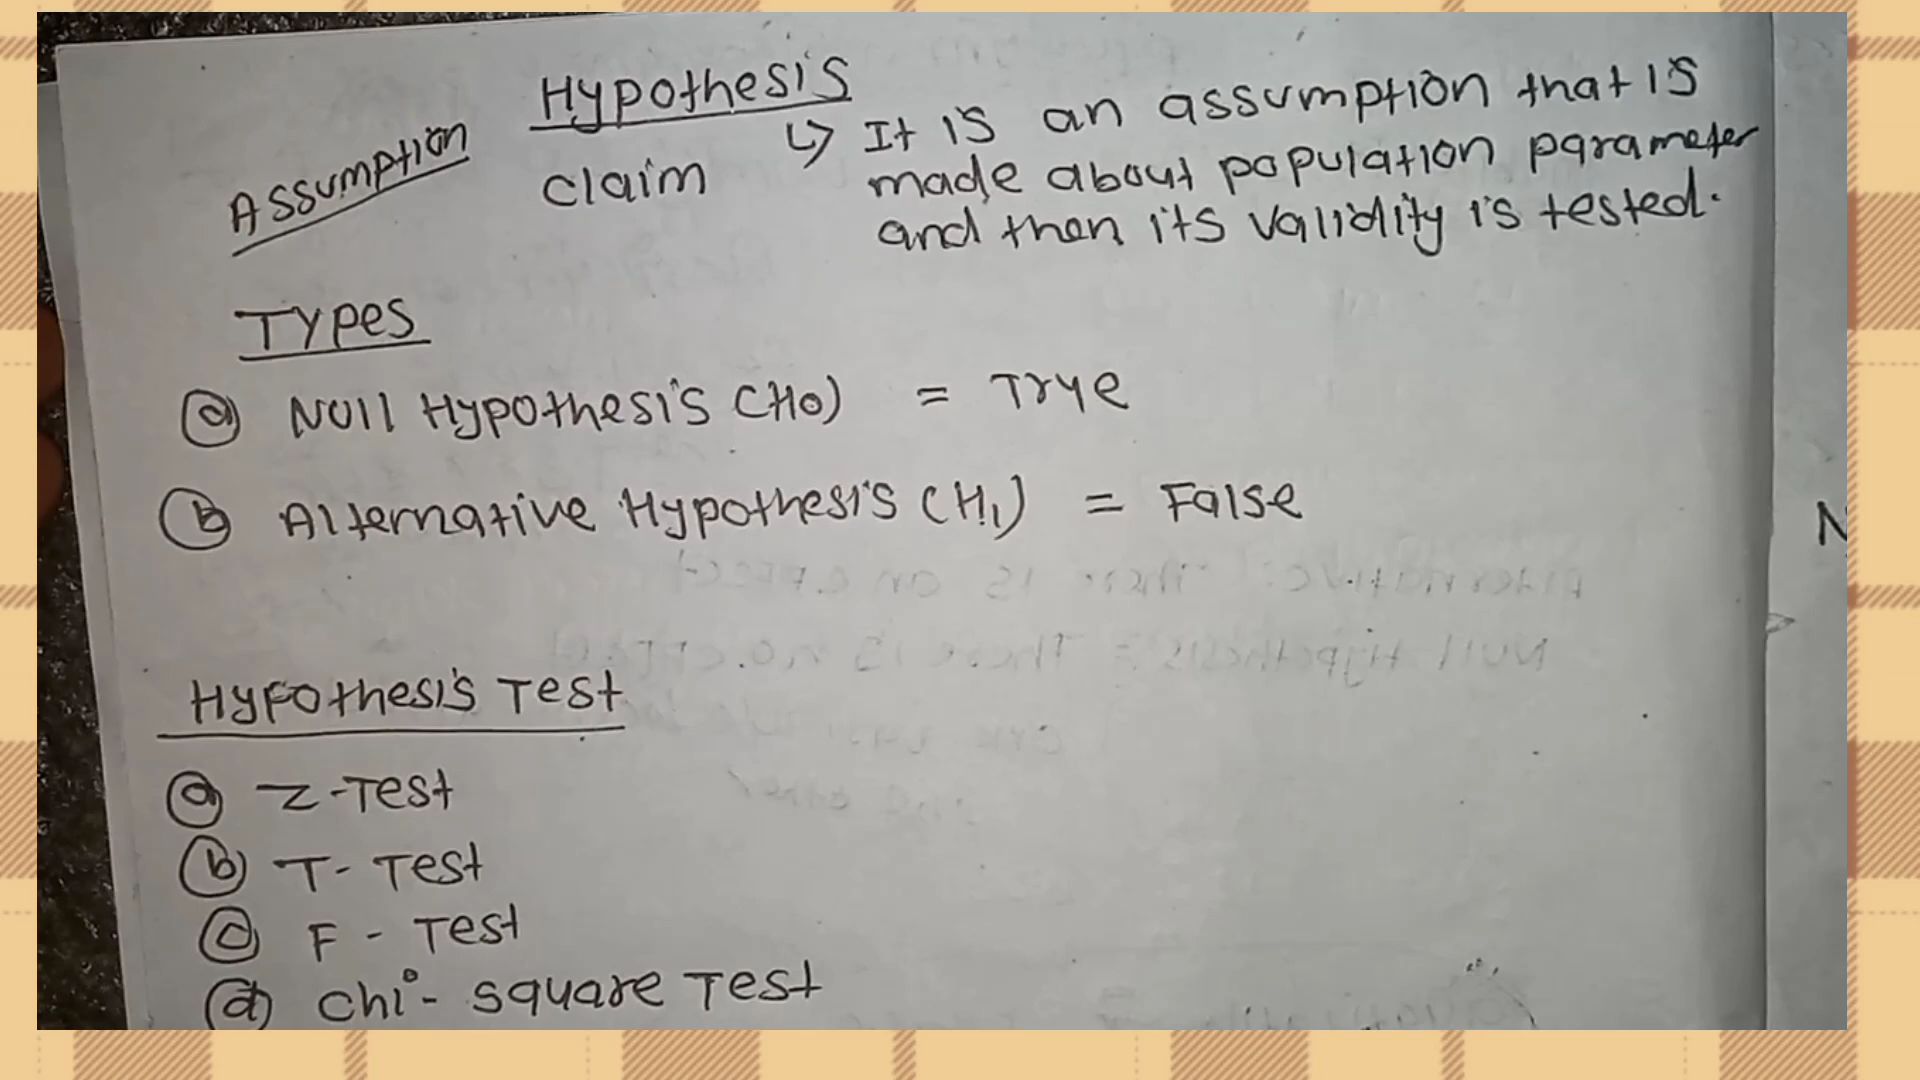 Hypothesis
Assumption
claim
↳ It is an assumption that is
made about population parameter
and then its validity is tested.
Types
(a) Null Hypothesis (H0) = True
(b) Alternative Hypothesis (H1) = False
Hypothesis Test
(a) Z-Test
(b) T-Test
(c) F-Test
(d) chi-square Test
N